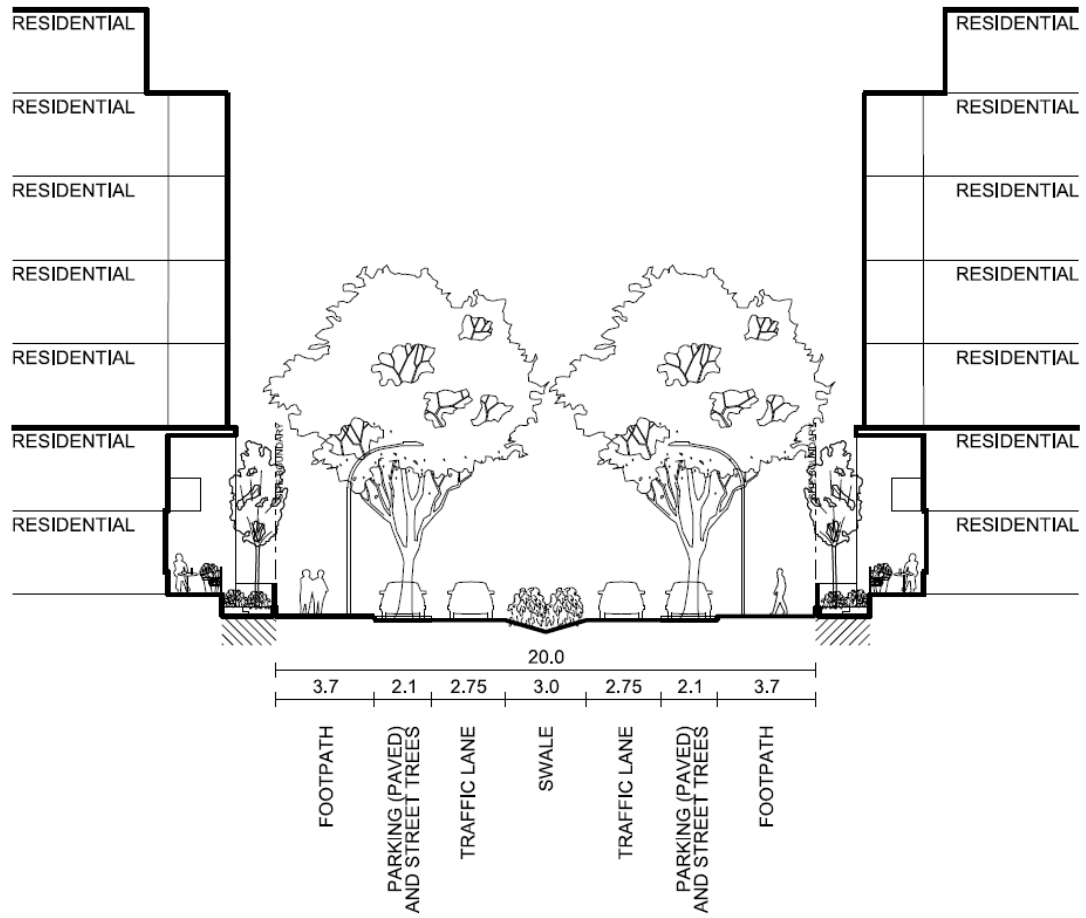 RESIDENTIAL RESIDENTIAL
RESIDENTIAL RESIDENTIAL
RESIDENTIAL RESIDENTIAL
RESIDENTIAL RESIDENTIAL
RESIDENTIAL RESIDENTIAL
RESIDENTIAL RESIDENTIAL
RESIDENTIAL RESIDENTIAL
20.0
3.7 2.1 2.75 3.0 2.75 2.1 3.7
FOOTPATH
PARKING (PAVED)
AND STREET TREES
TRAFFIC LANE
SWALE
TRAFFIC LANE
PARKING (PAVED)
AND STREET TREES
FOOTPATH